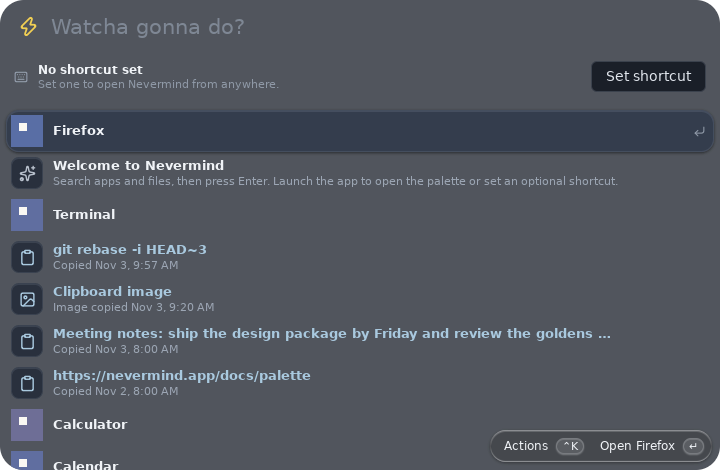 Watcha gonna do?
No shortcut set
Set one to open Nevermind from anywhere.
Set shortcut
Firefox
Welcome to Nevermind
Search apps and files, then press Enter. Launch the app to open the palette or set an optional shortcut.
Terminal
git rebase -i HEAD~3
Copied Nov 3, 9:57 AM
Clipboard image
Image copied Nov 3, 9:20 AM
Meeting notes: ship the design package by Friday and review the goldens ...
Copied Nov 3, 8:00 AM
https://nevermind.app/docs/palette
Copied Nov 2, 8:00 AM
Calculator
Actions ^K Open Firefox ↵
Calendar